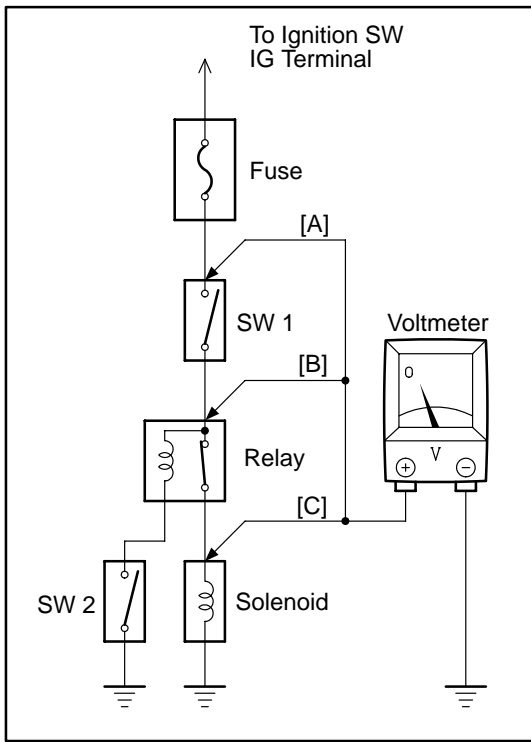 To Ignition SW
IG Terminal
Fuse
[A]
SW 1
Voltmeter
[B]
0
V
Relay
+ −
[C]
SW 2
Solenoid